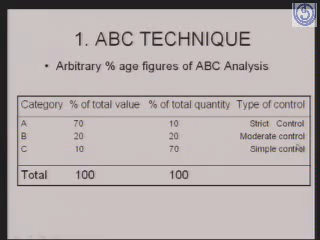 1. ABC TECHNIQUE
• Arbitrary % age figures of ABC Analysis
Category % of total value % of total quantity Type of control
A 70 10 Strict Control
B 20 20 Moderate control
C 10 70 Simple control
Total 100 100